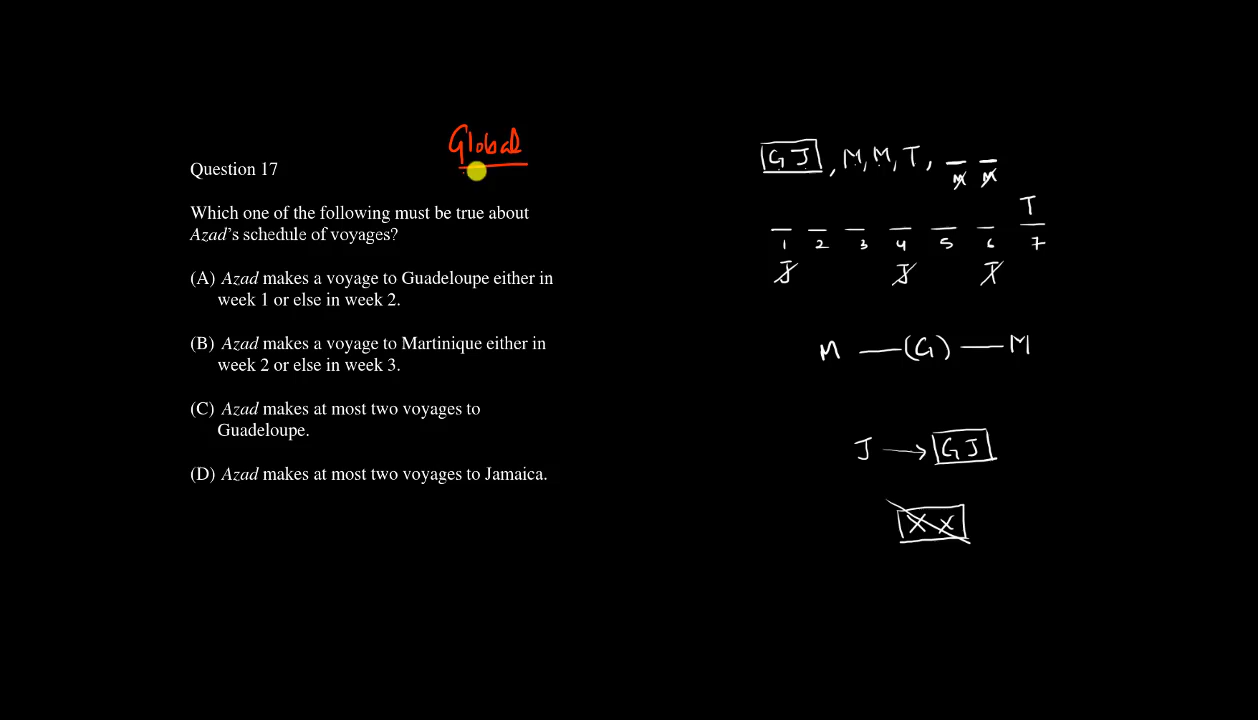 Global
Question 17
Which one of the following must be true about
Azad's schedule of voyages?
(A) Azad makes a voyage to Guadeloupe either in
week 1 or else in week 2.
(B) Azad makes a voyage to Martinique either in
week 2 or else in week 3.
(C) Azad makes at most two voyages to
Guadeloupe.
(D) Azad makes at most two voyages to Jamaica.
G J , M, M, T,
M M
T
1 2 3 4 5 6 7
J J T
M — (G) — M
J → G J
X X